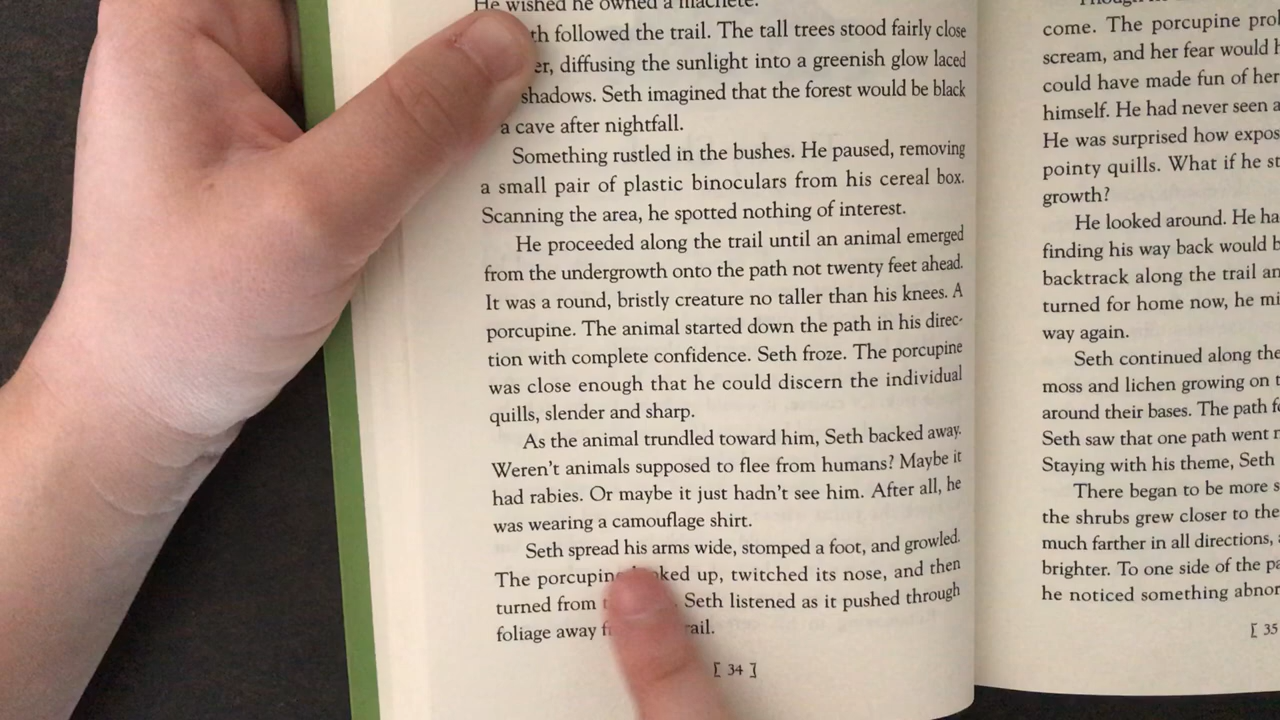 He wished he owned a machete.
th followed the trail. The tall trees stood fairly close
er, diffusing the sunlight into a greenish glow laced
shadows. Seth imagined that the forest would be black
a cave after nightfall.
Something rustled in the bushes. He paused, removing
a small pair of plastic binoculars from his cereal box.
Scanning the area, he spotted nothing of interest.
He proceeded along the trail until an animal emerged
from the undergrowth onto the path not twenty feet ahead.
It was a round, bristly creature no taller than his knees. A
porcupine. The animal started down the path in his direc-
tion with complete confidence. Seth froze. The porcupine
was close enough that he could discern the individual
quills, slender and sharp.
As the animal trundled toward him, Seth backed away.
Weren't animals supposed to flee from humans? Maybe it
had rabies. Or maybe it just hadn't see him. After all, he
was wearing a camouflage shirt.
Seth spread his arms wide, stomped a foot, and growled.
The porcupine ked up, twitched its nose, and then
turned from Seth listened as it pushed through
foliage away rail.
[ 34 ]
come. The porcupine
scream, and her fear would
could have made fun of her
himself. He had never seen a
He was surprised how
pointy quills. What if he
growth?
He looked around. He
finding his way back would
backtrack along the trail
turned for home now, he
way again.
Seth continued along the
moss and lichen growing on
around their bases. The path
Seth saw that one path went
Staying with his theme, Seth
There began to be more
the shrubs grew closer to the
much farther in all directions,
brighter. To one side of the
he noticed something
[ 35